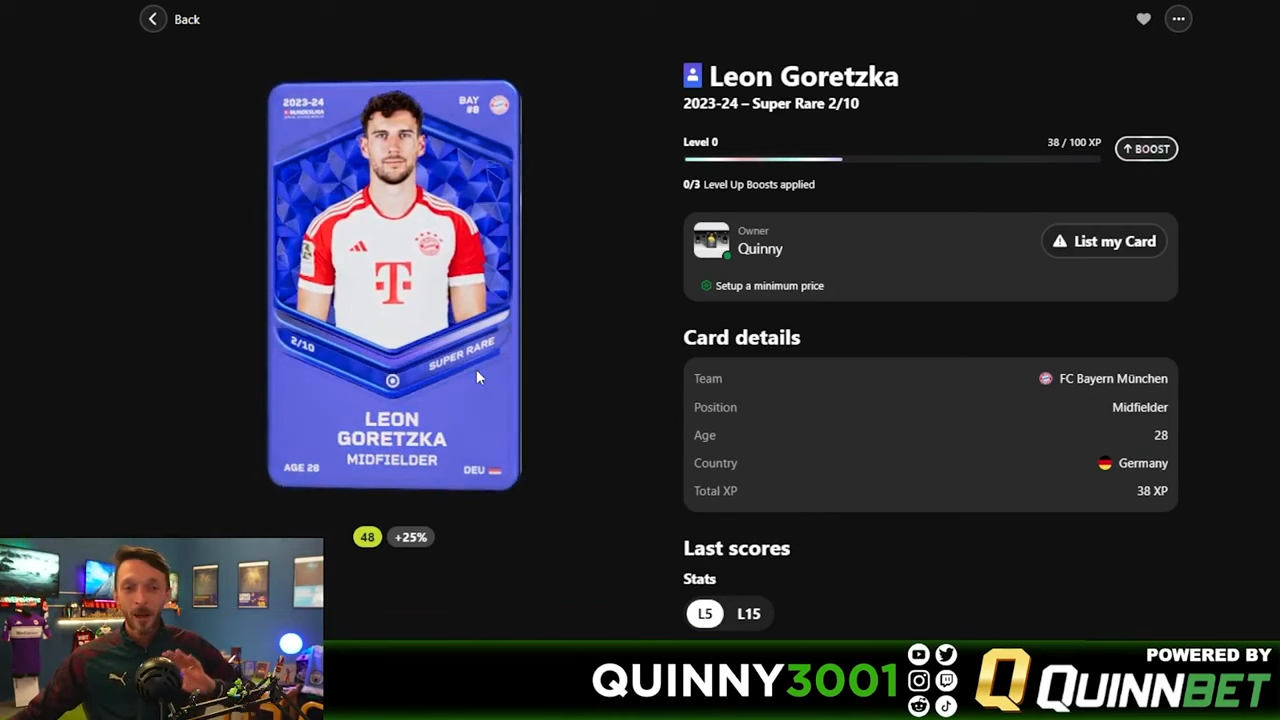 Back
2023-24
BUNDESLIGA
BAY
#8
T
2/10
SUPER RARE
LEON
GORETZKA
MIDFIELDER
AGE 28
DEU
48
+25%
Leon Goretzka
2023-24 – Super Rare 2/10
Level 0
38 / 100 XP
BOOST
0/3 Level Up Boosts applied
Owner
Quinny
List my Card
Setup a minimum price
Card details
Team FC Bayern München
Position Midfielder
Age 28
Country Germany
Total XP 38 XP
Last scores
Stats
L5 L15
QUINNY3001
POWERED BY
QUINNBET